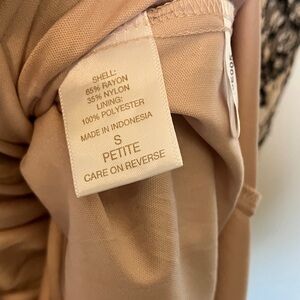 SHELL:
65% RAYON
35% NYLON
LINING:
100% POLYESTER
MADE IN INDONESIA
S
PETITE
CARE ON REVERSE